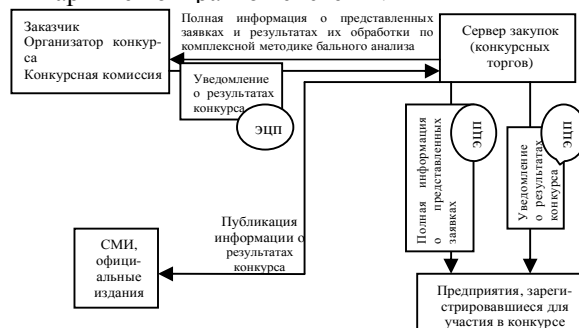 Заказчик
Организатор конкур-
са
Конкурсная комиссия
Полная информация о представленных
заявках и результатах их обработки по
комплексной методике бального анализа
Сервер закупок
(конкурсных
торгов)
Уведомление
о результатах
конкурса
ЭЦП
Полная информация
о представленных
заявках
ЭЦП
Уведомление
о результатах
конкурса
ЭЦП
Публикация
информации о
результатах
конкурса
СМИ,
офици-
альные
издания
Предприятия, зареги-
стрировавшиеся для
участия в конкурсе